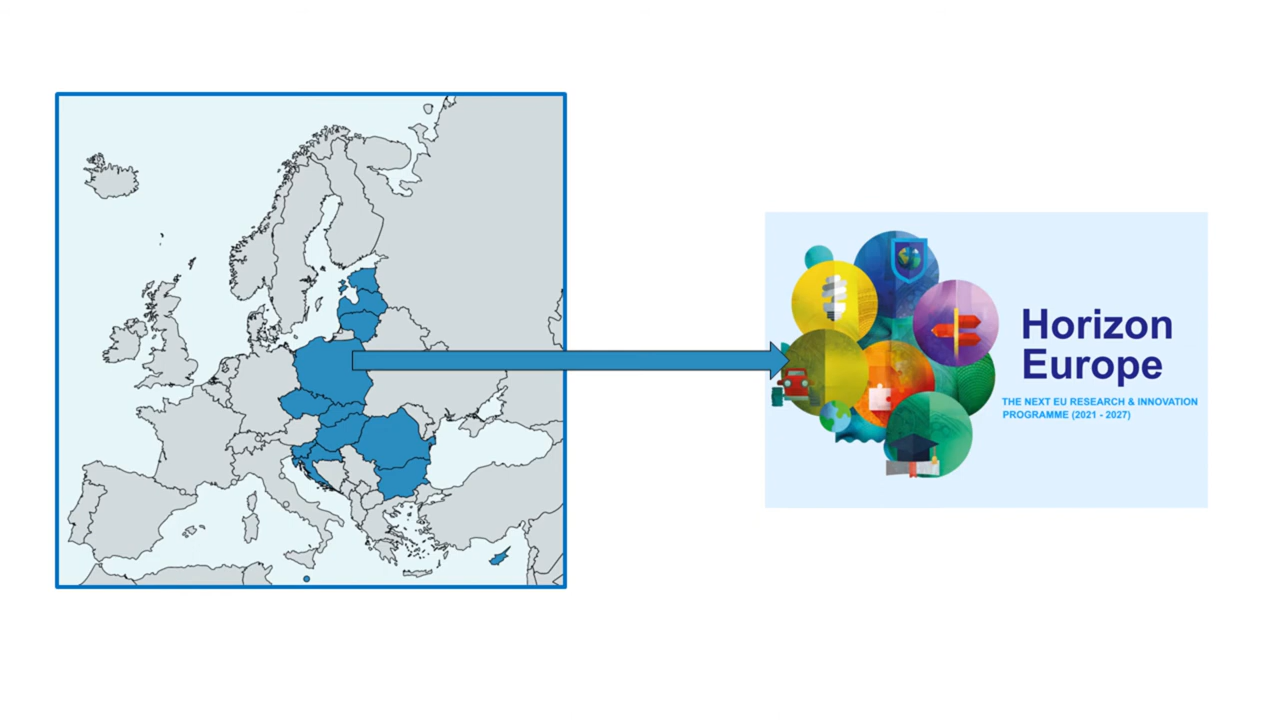 Horizon
Europe
THE NEXT EU RESEARCH & INNOVATION
PROGRAMME (2021 - 2027)